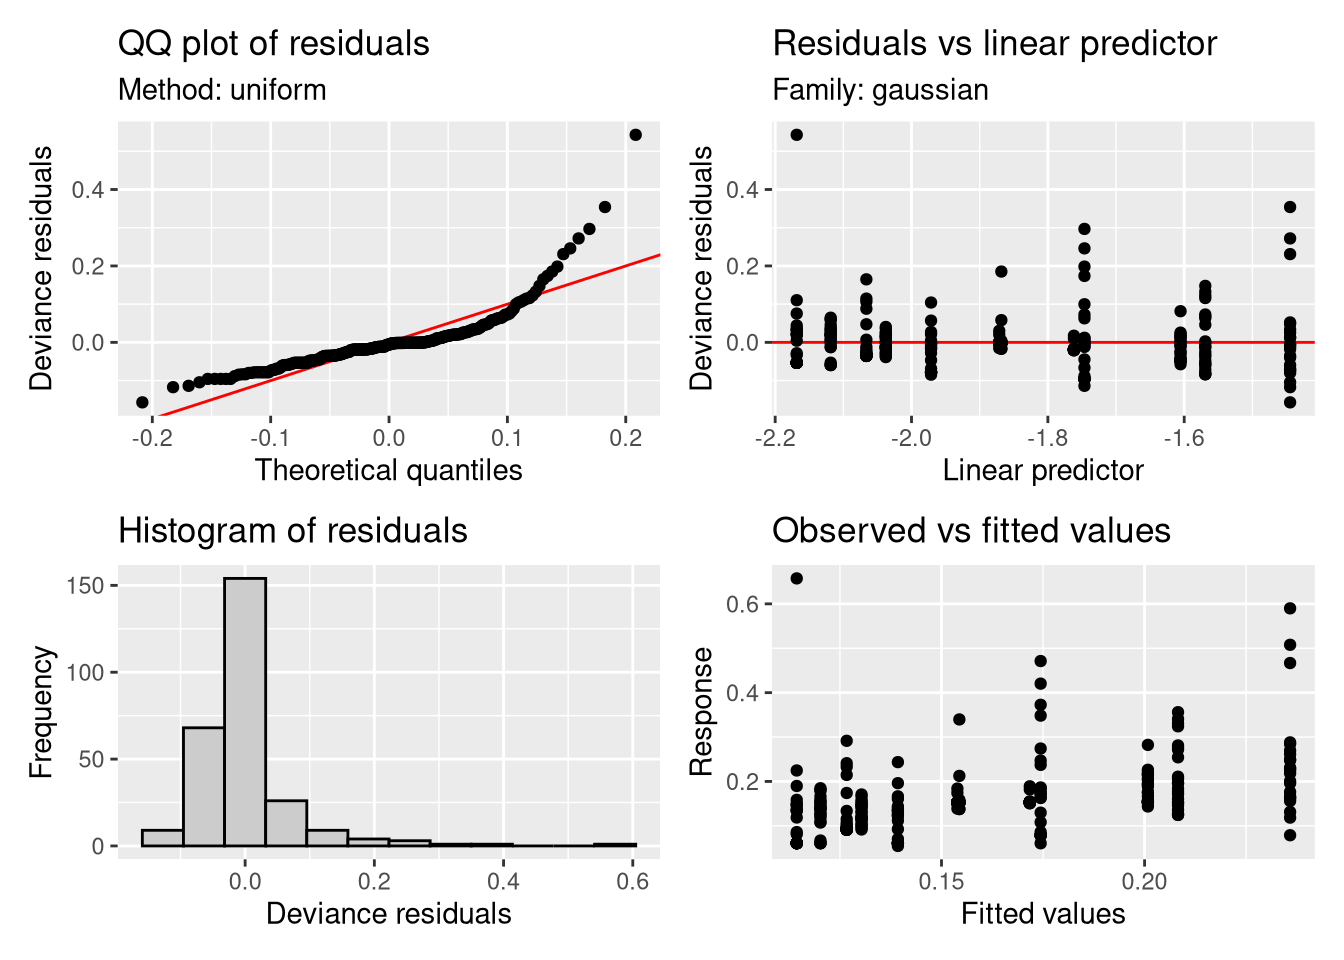 QQ plot of residuals
Method: uniform
Deviance residuals
0.4
0.2
0.0
-0.2
-0.1
0.0
0.1
0.2
Theoretical quantiles
Residuals vs linear predictor
Family: gaussian
Deviance residuals
0.4
0.2
0.0
-2.2
-2.0
-1.8
-1.6
Linear predictor
Histogram of residuals
Frequency
150
100
50
0
0.0
0.2
0.4
0.6
Deviance residuals
Observed vs fitted values
Response
0.6
0.4
0.2
0.15
0.20
Fitted values